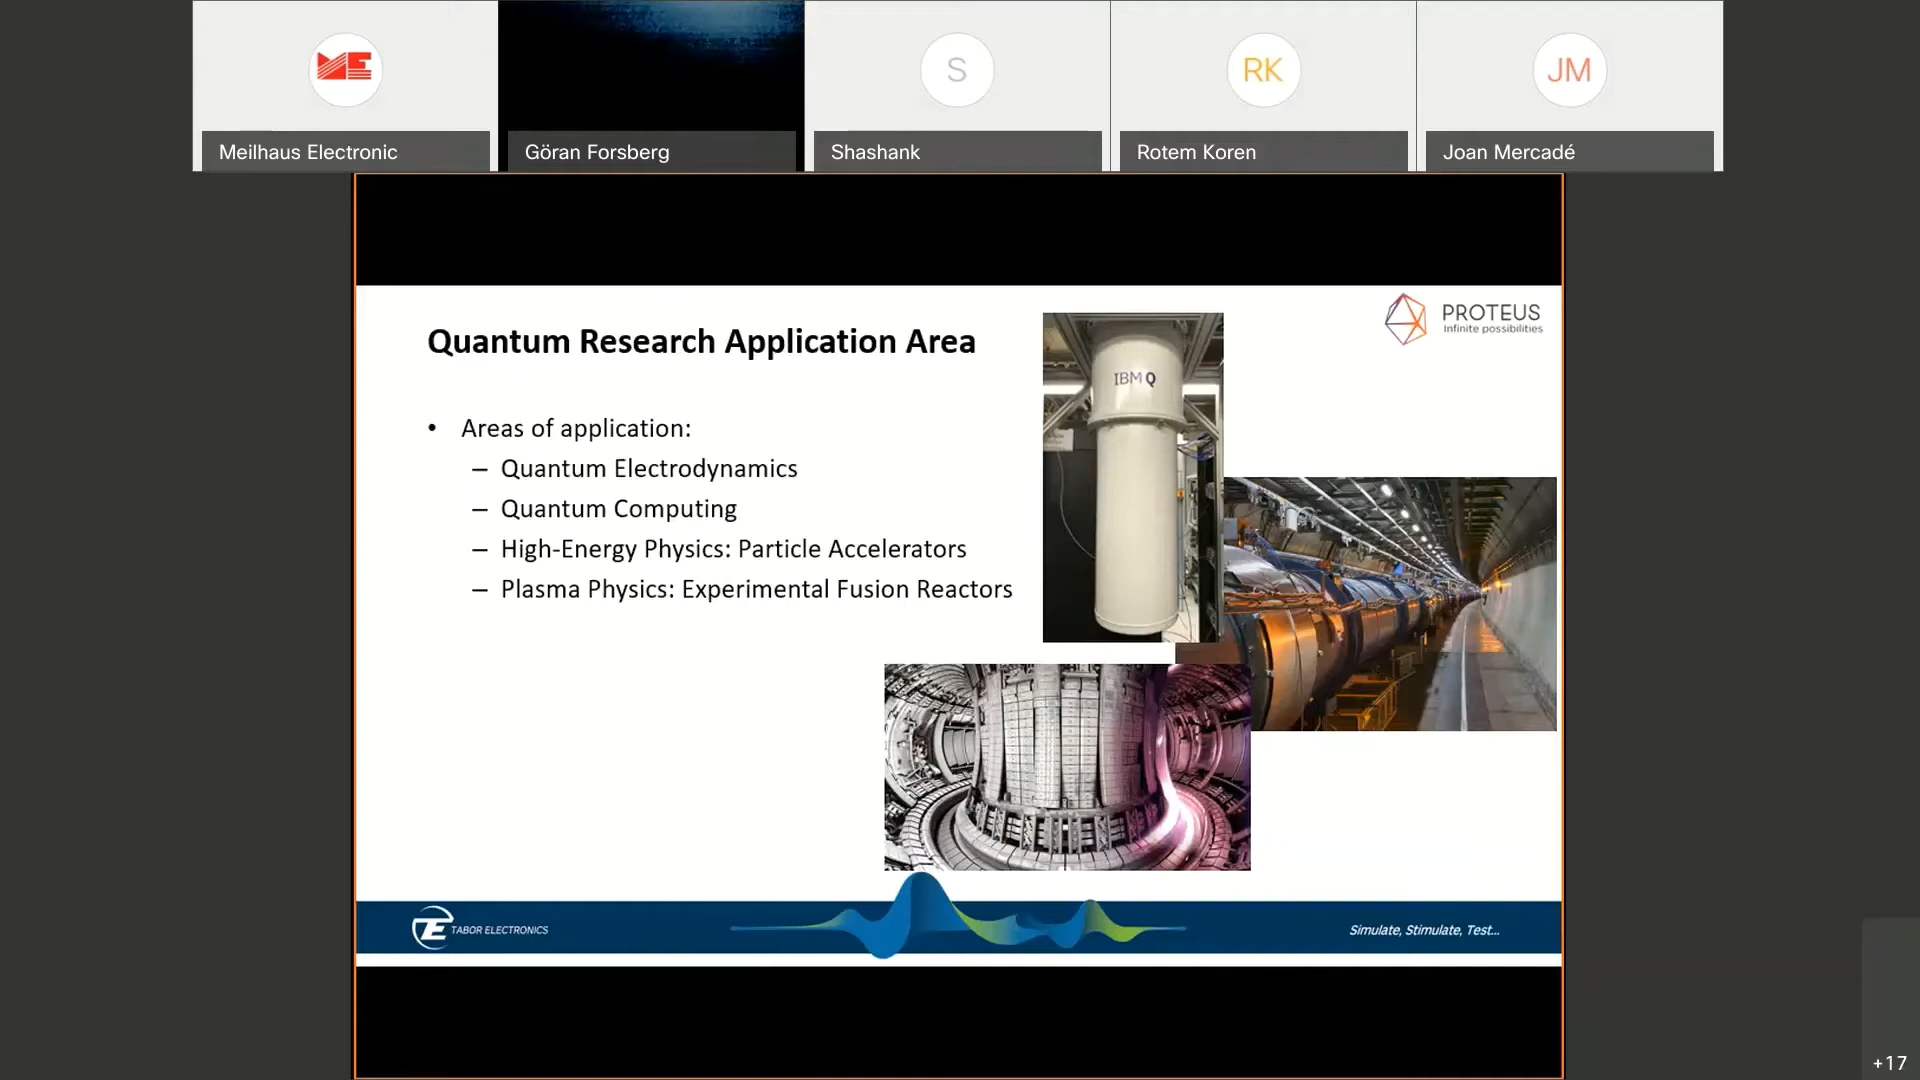 S
RK
JM
Meilhaus Electronic
Göran Forsberg
Shashank
Rotem Koren
Joan Mercadé
PROTEUS
Infinite possibilities
Quantum Research Application Area
IBM Q
• Areas of application:
– Quantum Electrodynamics
– Quantum Computing
– High-Energy Physics: Particle Accelerators
– Plasma Physics: Experimental Fusion Reactors
TE TABOR ELECTRONICS
Simulate, Stimulate, Test...
+17